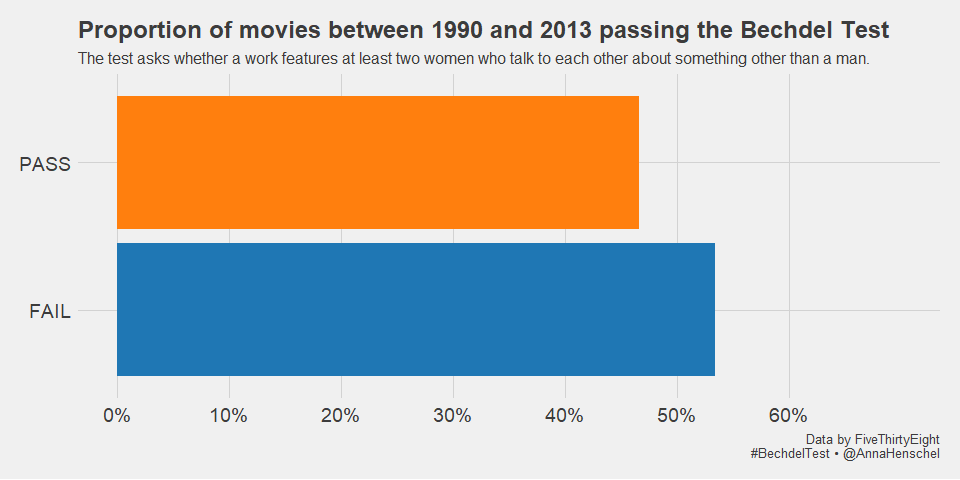 Proportion of movies between 1990 and 2013 passing the Bechdel Test
The test asks whether a work features at least two women who talk to each other about something other than a man.
PASS
FAIL
0% 10% 20% 30% 40% 50% 60%
Data by FiveThirtyEight
#BechdelTest • @AnnaHenschel